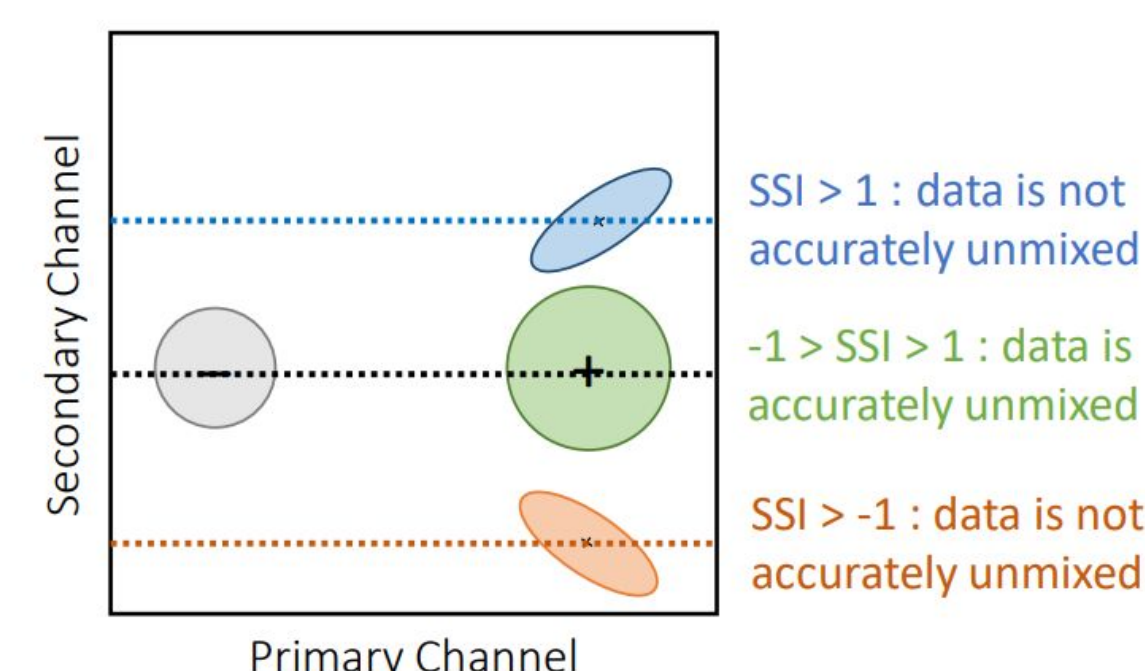 Secondary Channel
SSI > 1 : data is not
accurately unmixed
-1 > SSI > 1 : data is
accurately unmixed
SSI > -1 : data is not
accurately unmixed
−
+
Primary Channel